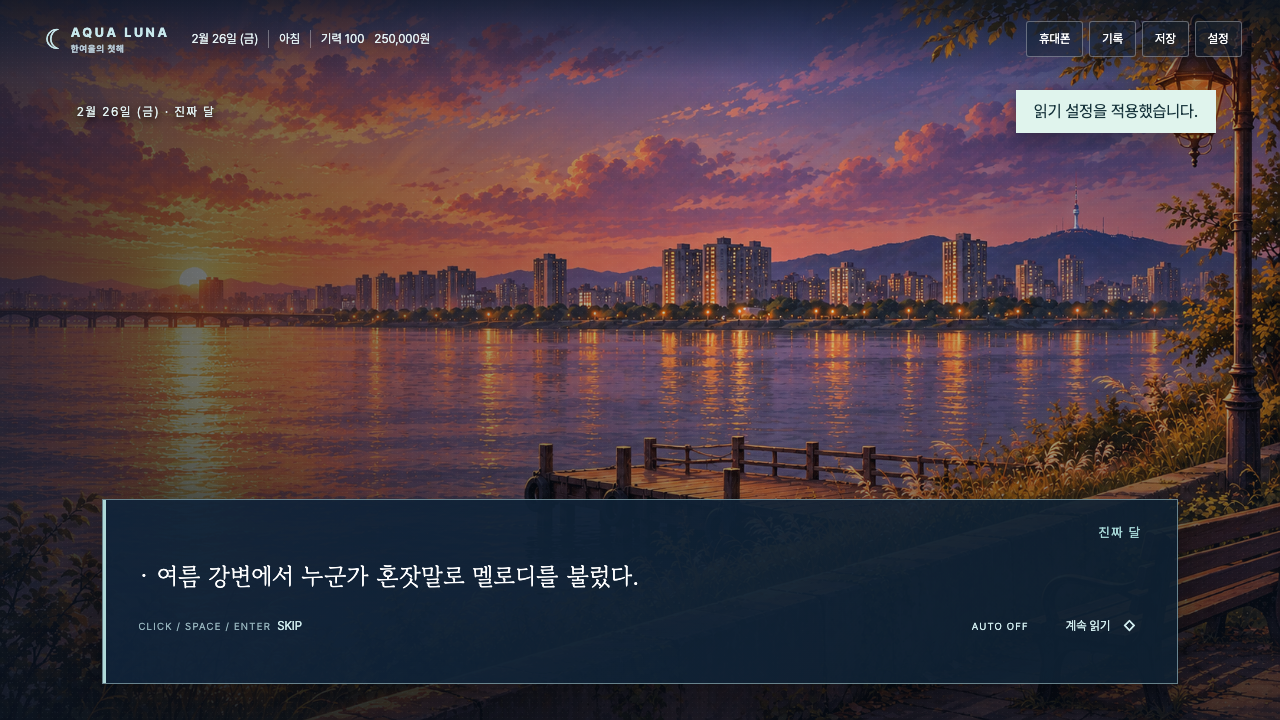 AQUA LUNA
한여울의 첫해
2월 26일 (금) 아침 기력 100 250,000원
휴대폰 기록 저장 설정
2월 26일 (금) · 진짜 달
읽기 설정을 적용했습니다.
진짜 달
· 여름 강변에서 누군가 혼잣말로 멜로디를 불렀다.
CLICK / SPACE / ENTER SKIP
AUTO OFF 계속 읽기